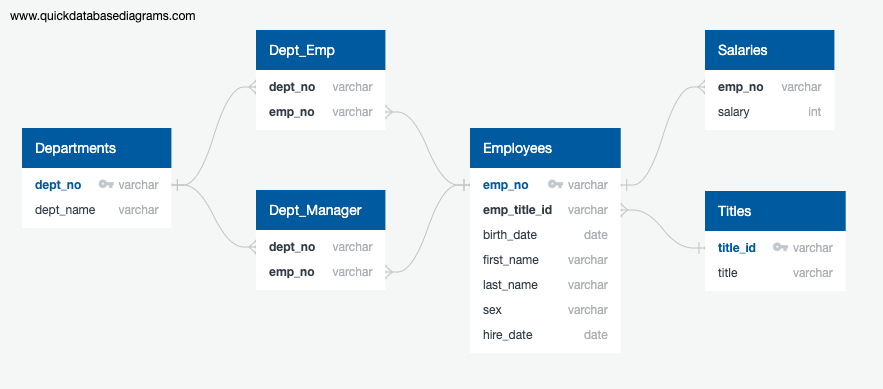 www.quickdatabasediagrams.com
Departments
dept_no varchar
dept_name varchar
Dept_Emp
dept_no varchar
emp_no varchar
Dept_Manager
dept_no varchar
emp_no varchar
Employees
emp_no varchar
emp_title_id varchar
birth_date date
first_name varchar
last_name varchar
sex varchar
hire_date date
Salaries
emp_no varchar
salary int
Titles
title_id varchar
title varchar